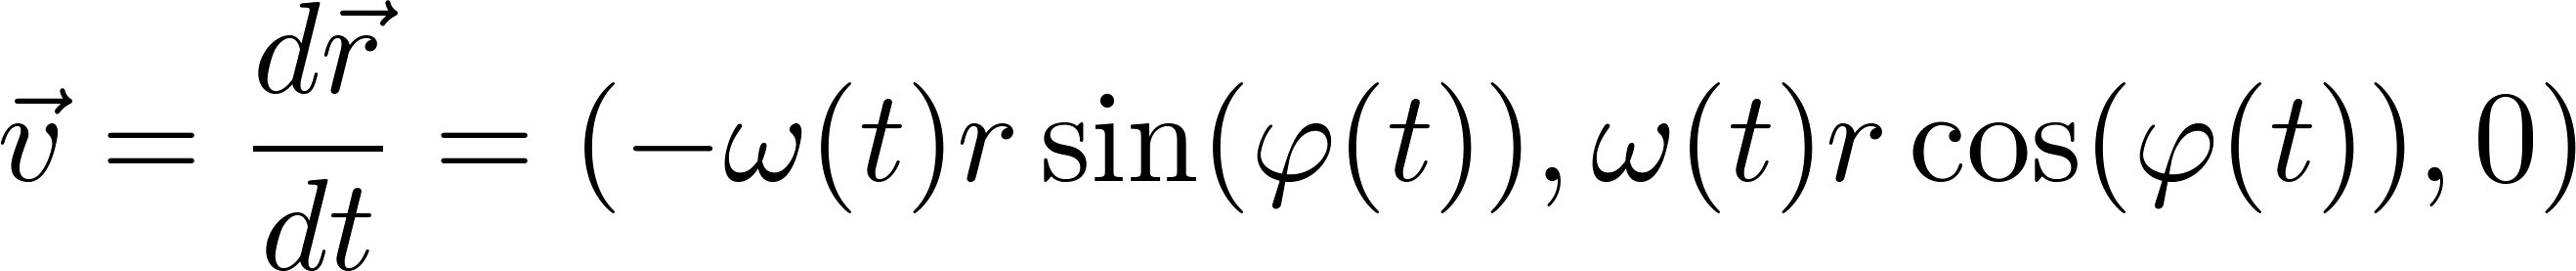 \vec{v} = \frac{d\vec{r}}{dt} = (-\omega(t)r\sin(\varphi(t)), \omega(t)r\cos(\varphi(t)), 0)